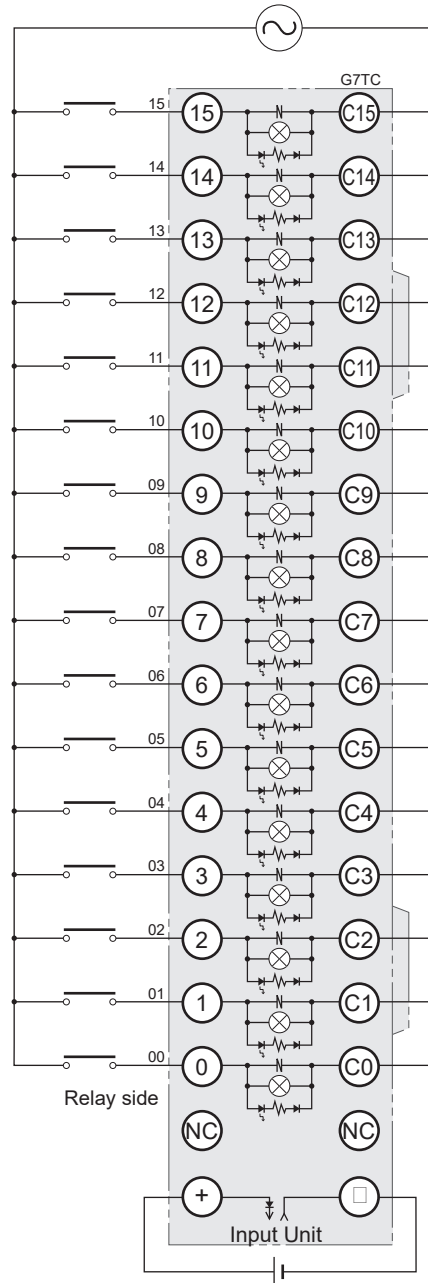 G7TC
15 15 C15
14 14 C14
13 13 C13
12 12 C12
11 11 C11
10 10 C10
09 9 C9
08 8 C8
07 7 C7
06 6 C6
05 5 C5
04 4 C4
03 3 C3
02 2 C2
01 1 C1
00 0 C0
Relay side
NC NC
+ □
Input Unit